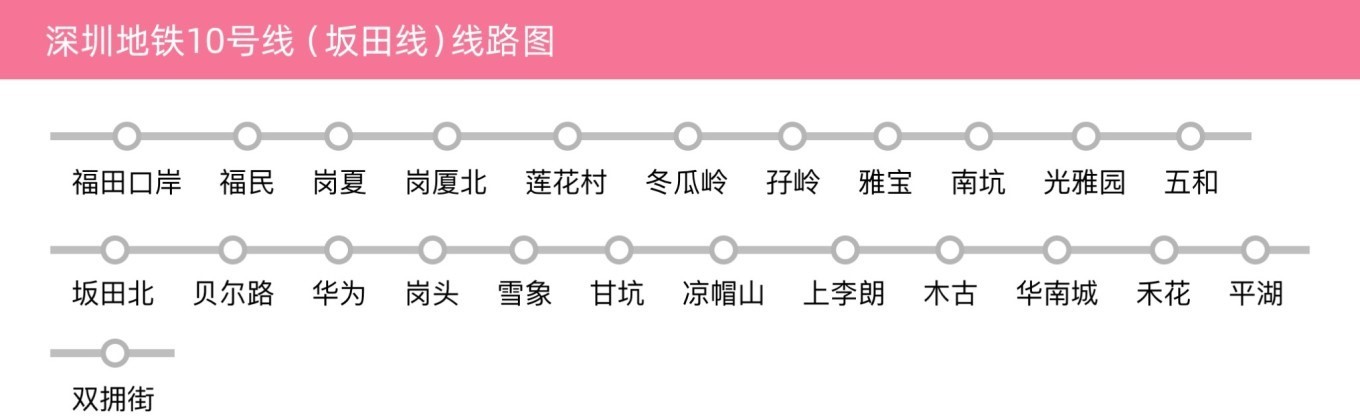 深圳地铁10号线（坂田线）线路图
福田口岸 福民 岗夏 岗厦北 莲花村 冬瓜岭 孖岭 雅宝 南坑 光雅园 五和
坂田北 贝尔路 华为 岗头 雪象 甘坑 凉帽山 上李朗 木古 华南城 禾花 平湖
双拥街